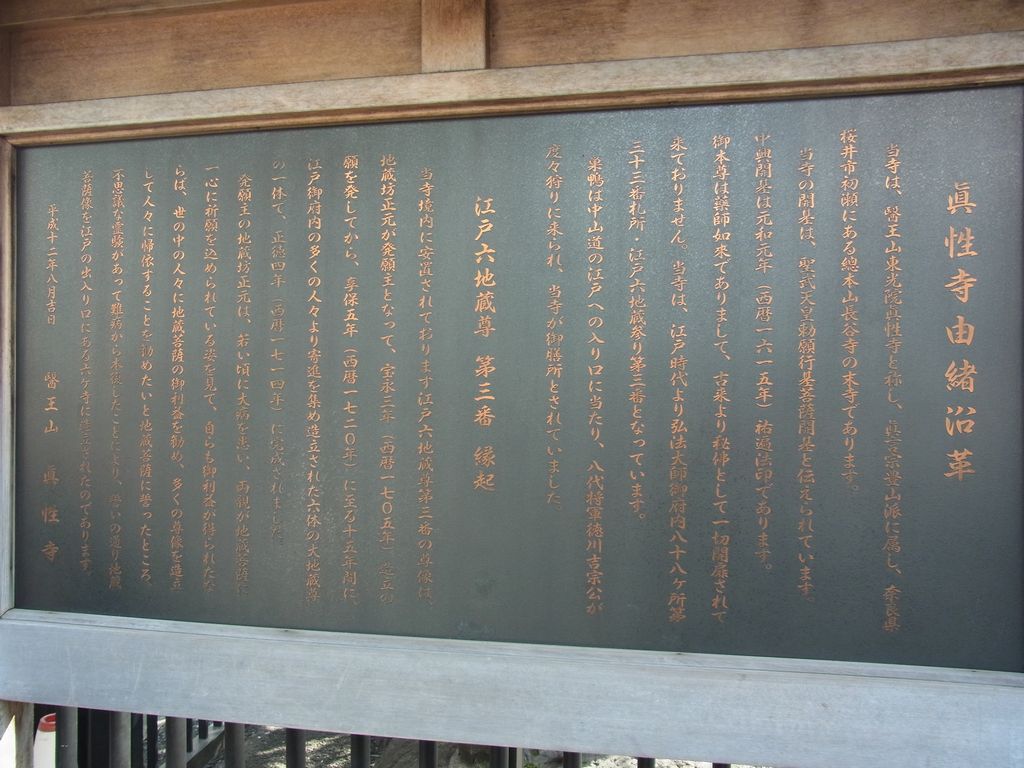 眞性寺由緒沿革
当寺は、醫王山東光院眞性寺と称し、真言宗豊山派に属し、奈良県
桜井市初瀬にある總本山長谷寺の末寺であります。
当寺の開基は、聖武天皇勅願行基菩薩開基と伝えられています。
中興開基は元和元年（西暦一六一五年）祐遍法印であります。
御本尊は薬師如来でありまして、古来より秘佛として一切開扉されて
来ておりません。当寺は、江戸時代より弘法大師御府内八十八ヶ所第
三十三番札所・江戸六地蔵参り第三番となっています。
巣鴨は中山道の江戸への入り口に当たり、八代将軍徳川吉宗公が
度々狩りに来られ、当寺が御膳所とされていました。
江戸六地蔵尊 第三番 縁起
当寺境内に安置されております江戸六地蔵尊第三番の尊像は、
地蔵坊正元が発願主となって、宝永三年（西暦一七〇五年）造立の
願を発してから、享保五年（西暦一七二〇年）に至る十五年間に、
江戸御府内の多くの人々より寄進を集め造立された六体の大地蔵尊
の一体で、正徳四年（西暦一七一四年）に完成されました。
発願主の地蔵坊正元は、若い頃に大病を患い、両親が地蔵菩薩に
一心に祈願を込められている姿を見て、自らも御利益が得られたな
らば、世の中の人々に地蔵菩薩の御利益を勧め、多くの尊像を造立
して人々に帰依することを勧めたいと地蔵菩薩に誓ったところ、
不思議な霊験があって難病から本復したことにより、誓いの通り地蔵
菩薩像を江戸の出入り口にある六ヶ寺に造立されたのであります。
平成十二年八月吉日 醫王山 眞性寺